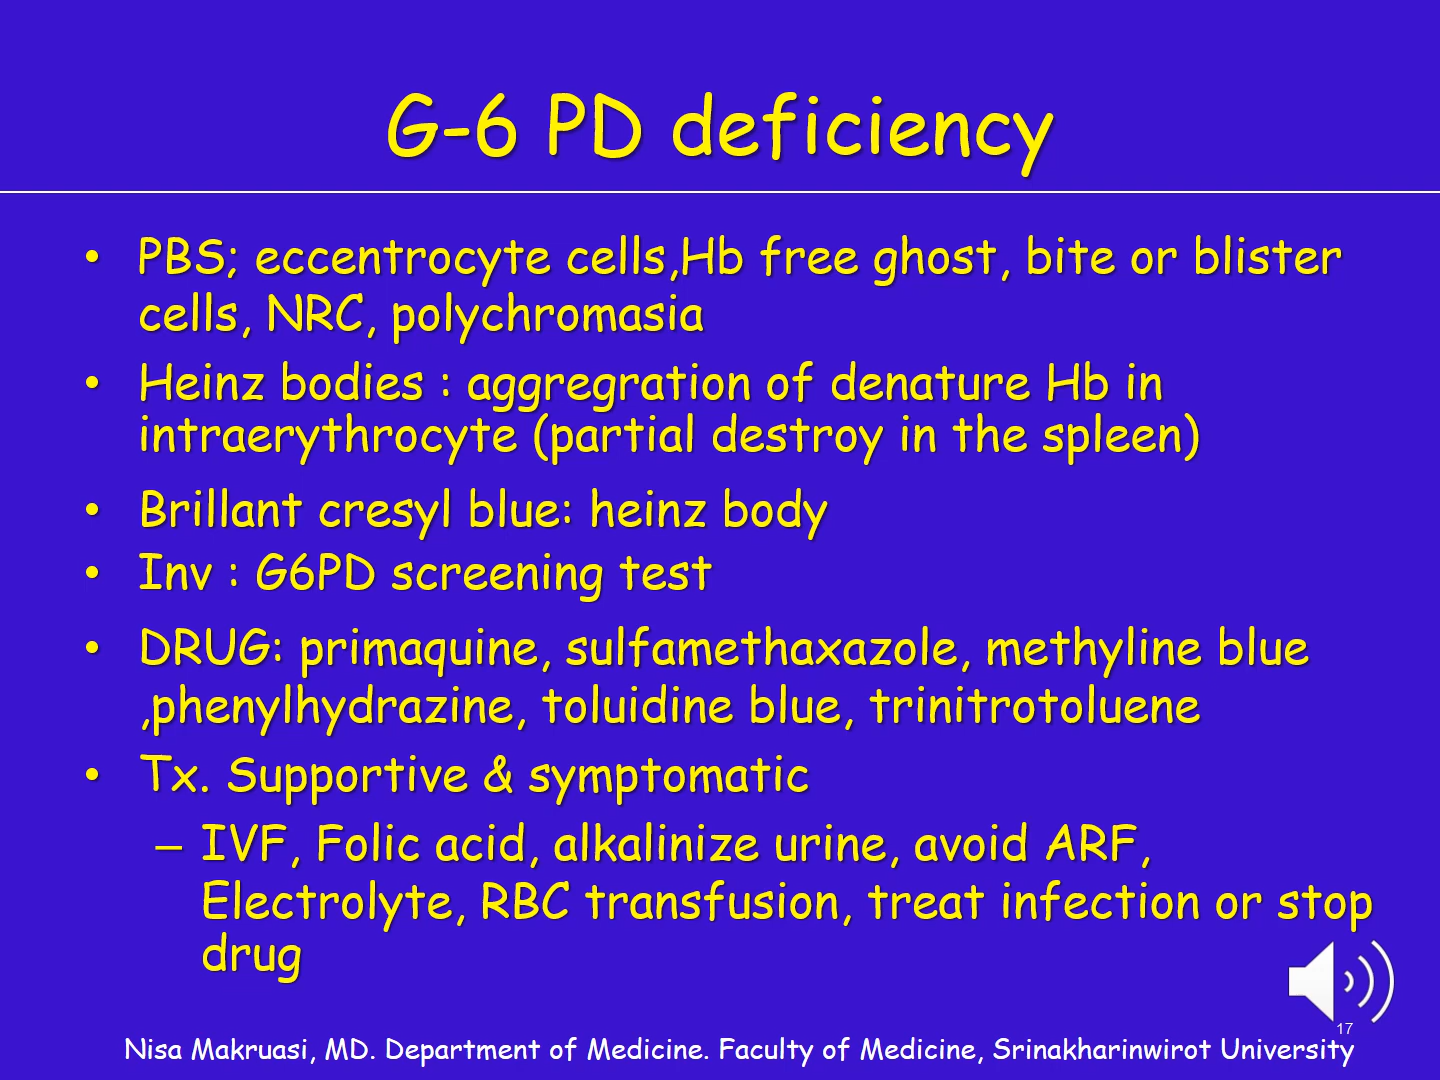 G-6 PD deficiency
• PBS; eccentrocyte cells,Hb free ghost, bite or blister
cells, NRC, polychromasia
• Heinz bodies : aggregration of denature Hb in
intraerythrocyte (partial destroy in the spleen)
• Brillant cresyl blue: heinz body
• Inv : G6PD screening test
• DRUG: primaquine, sulfamethaxazole, methyline blue
,phenylhydrazine, toluidine blue, trinitrotoluene
• Tx. Supportive & symptomatic
– IVF, Folic acid, alkalinize urine, avoid ARF,
Electrolyte, RBC transfusion, treat infection or stop
drug
17
Nisa Makruasi, MD. Department of Medicine. Faculty of Medicine, Srinakharinwirot University